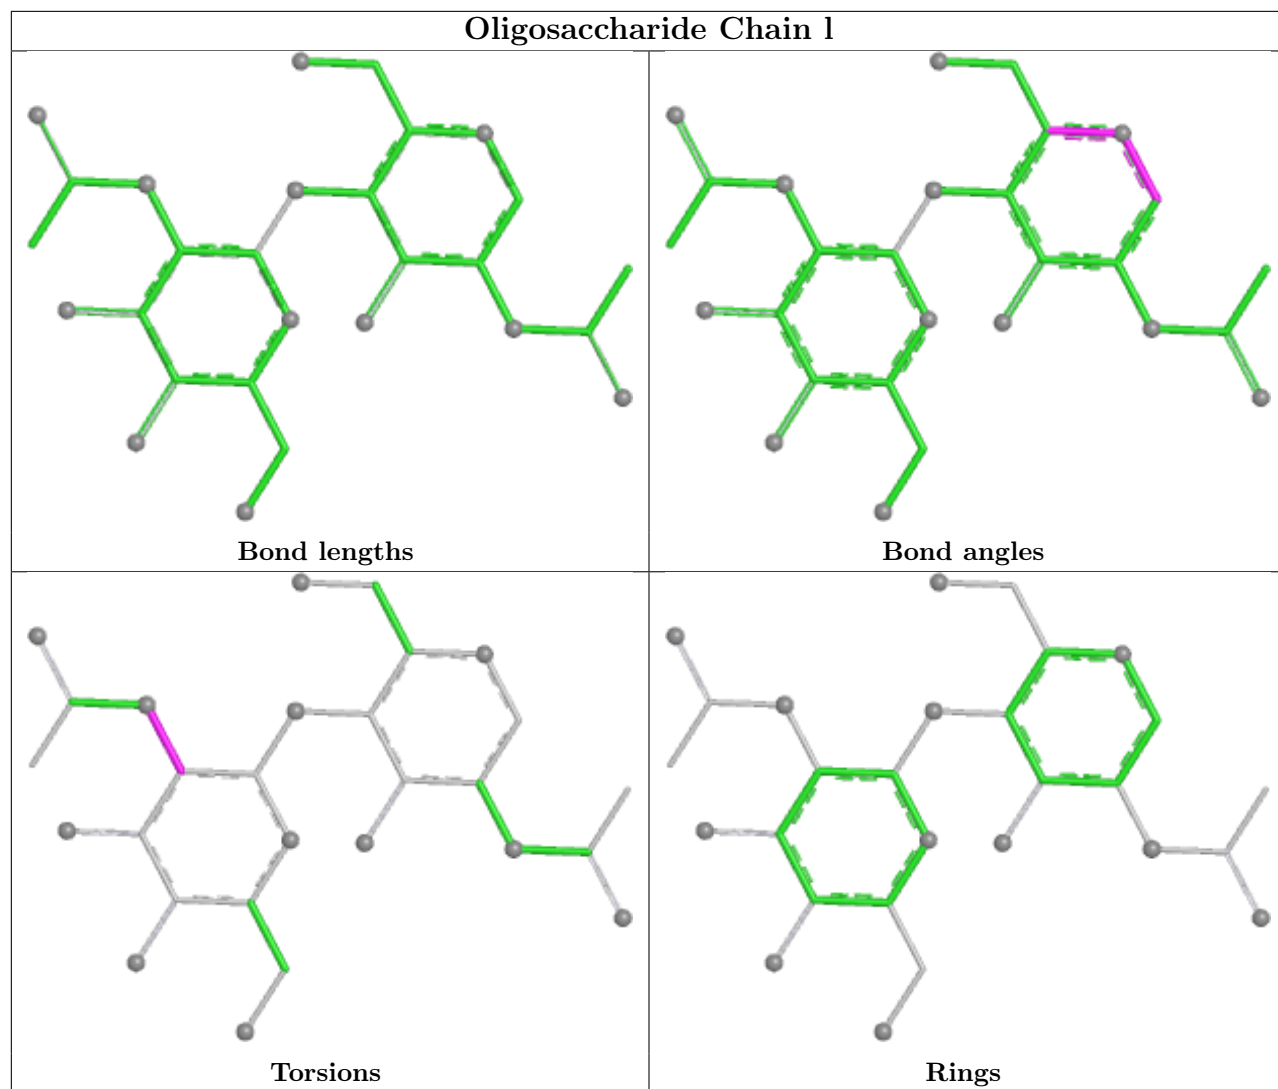 Oligosaccharide Chain l
Bond lengths
Bond angles
Torsions
Rings